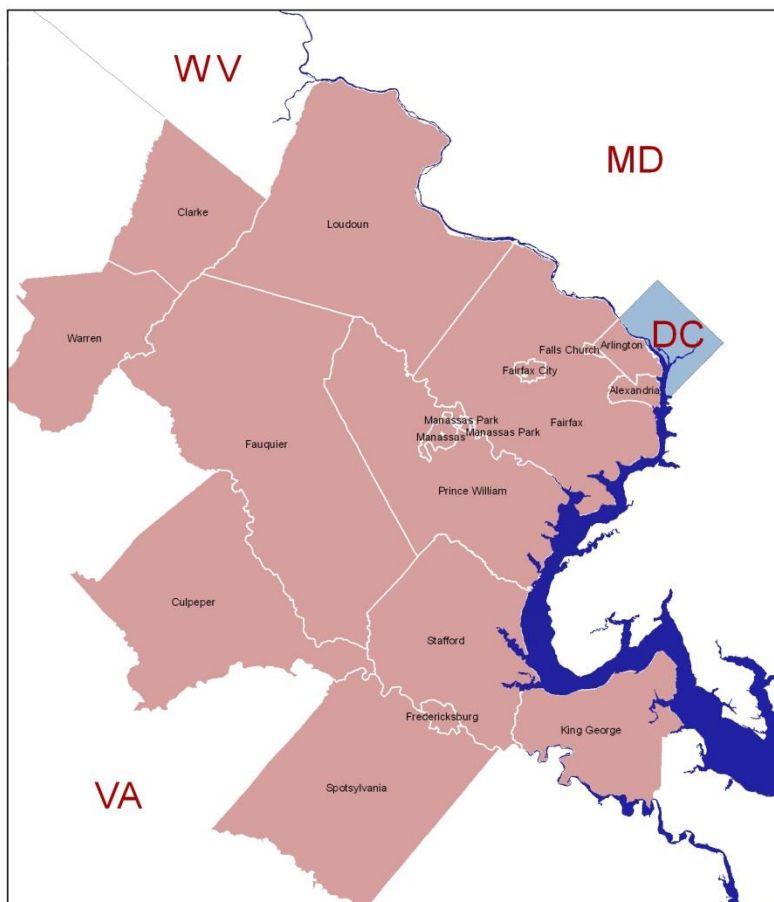 WV
MD
Clarke
Loudoun
Warren
DC
Falls Church
Arlington
Fairfax City
Alexandria
Manassas Park
Fairfax
Manassas Park
Manassas
Fauquier
Prince William
Culpeper
Stafford
Fredericksburg
King George
Spotsylvania
VA